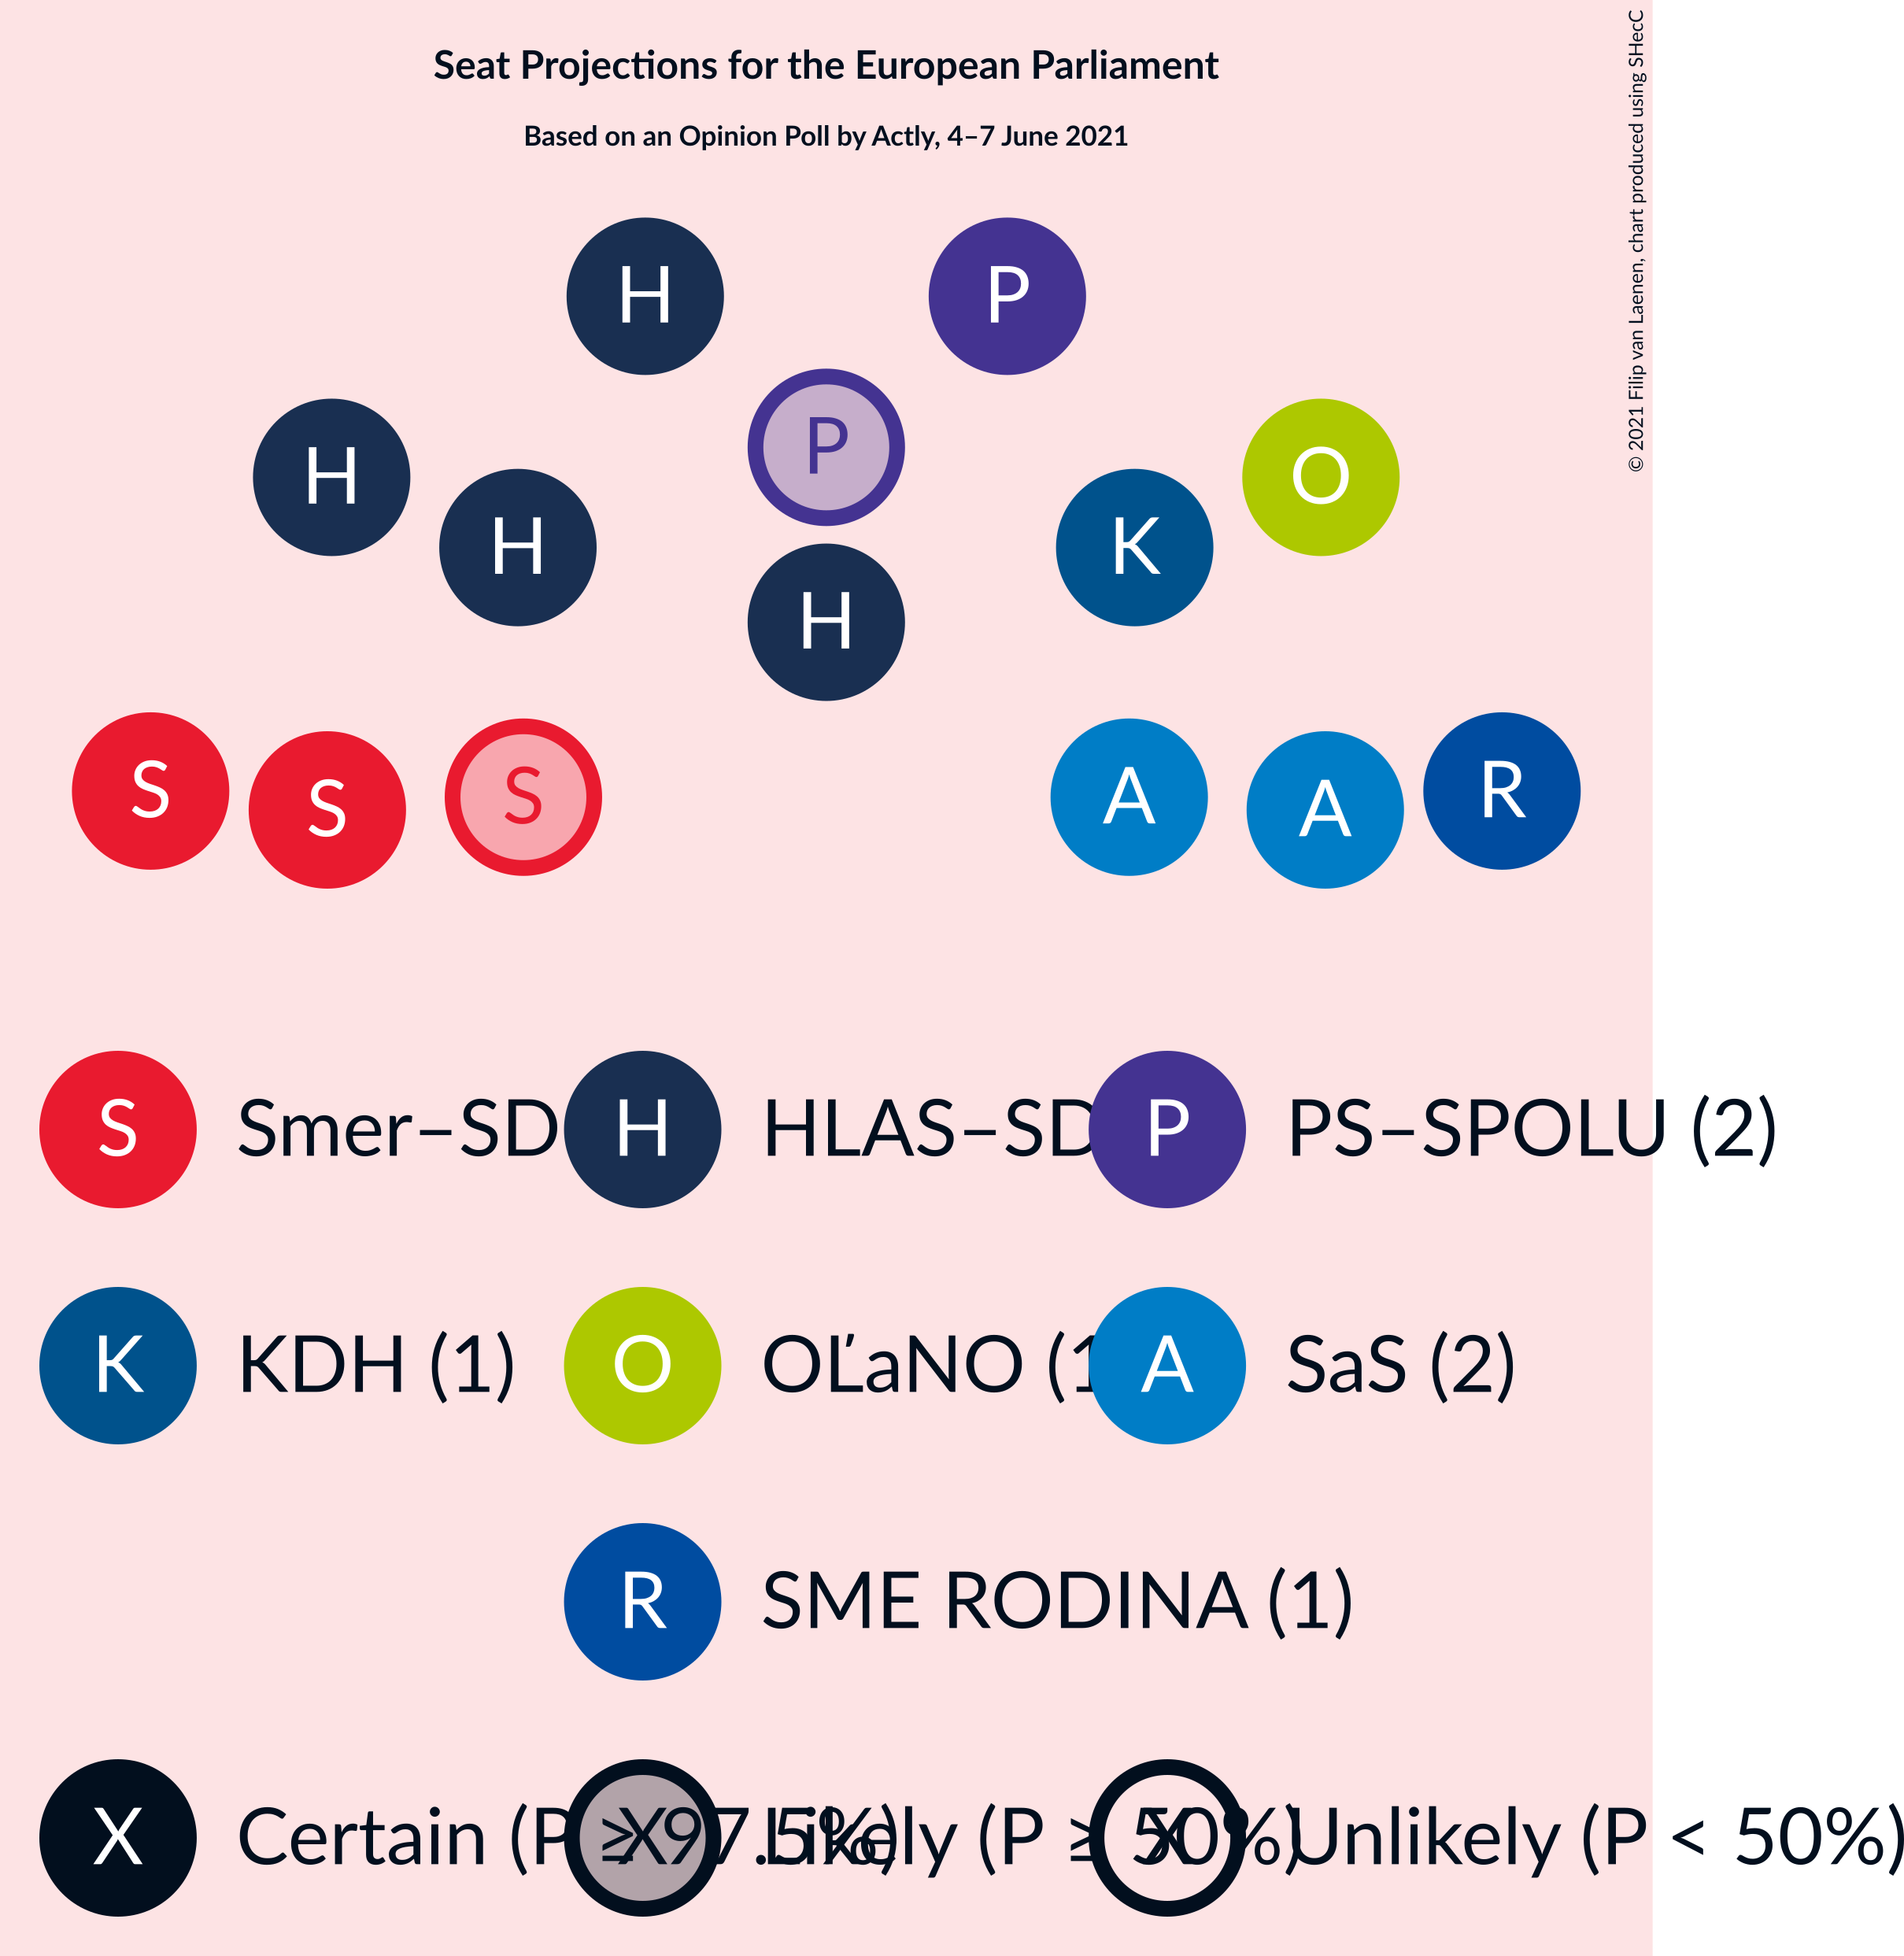 Seat Projections for the European Parliament
Based on an Opinion Poll by Actly, 4–7 June 2021
© 2021 Filip van Laenen, chart produced using SHecC
H P
P
H O
H K
H
S S S A A R
S Smer–SD H HLAS–SD P PS–SPOLU (2)
K KDH (1) O OĽaNO (1 A SaS (2)
R SME RODINA (1)
X Certain (P ≥ 97.5%) X Likely (P ≥ 50%) X Unlikely (P < 50%)